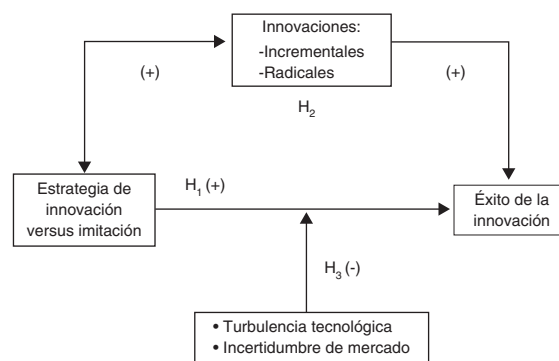 Innovaciones:
-Incrementales
-Radicales
(+)
(+)
H2
Estrategia de
innovación
versus imitación
H1 (+)
Éxito de la
innovación
H3 (-)
• Turbulencia tecnológica
• Incertidumbre de mercado